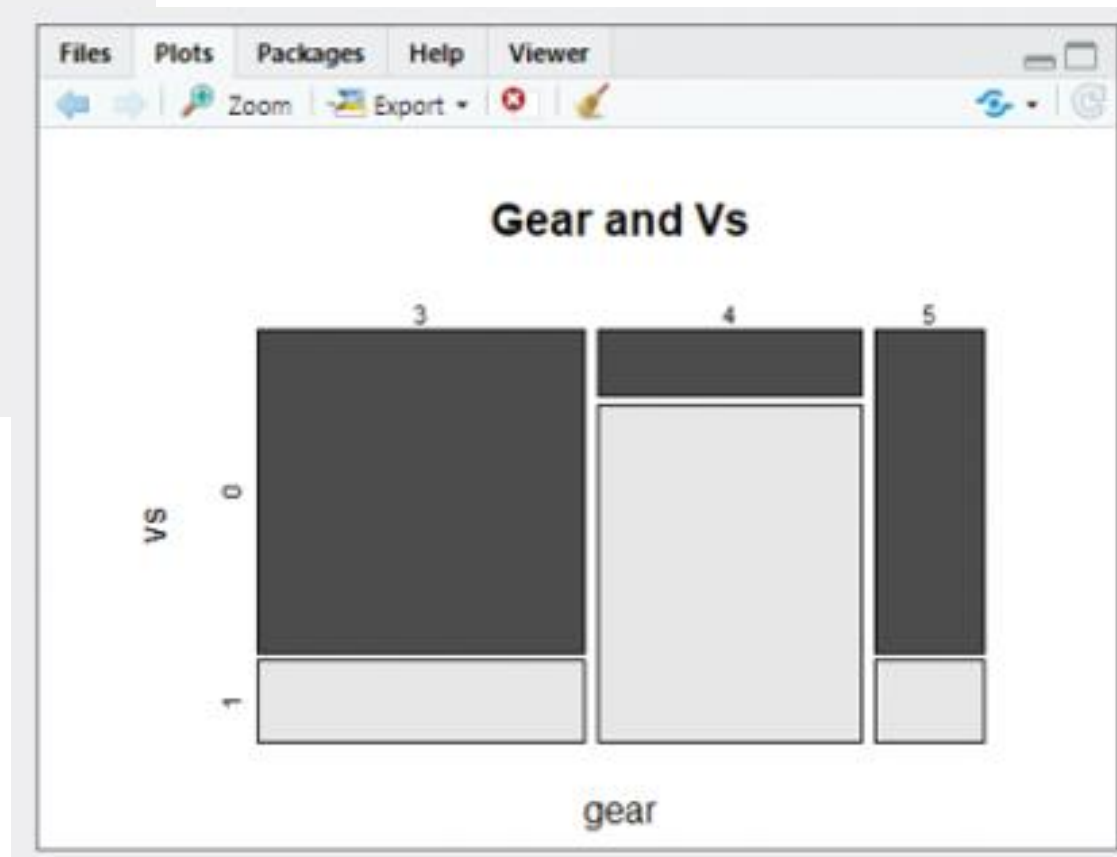 Files Plots Packages Help Viewer
Zoom Export
Gear and Vs
3 4 5
vs
0
1
gear